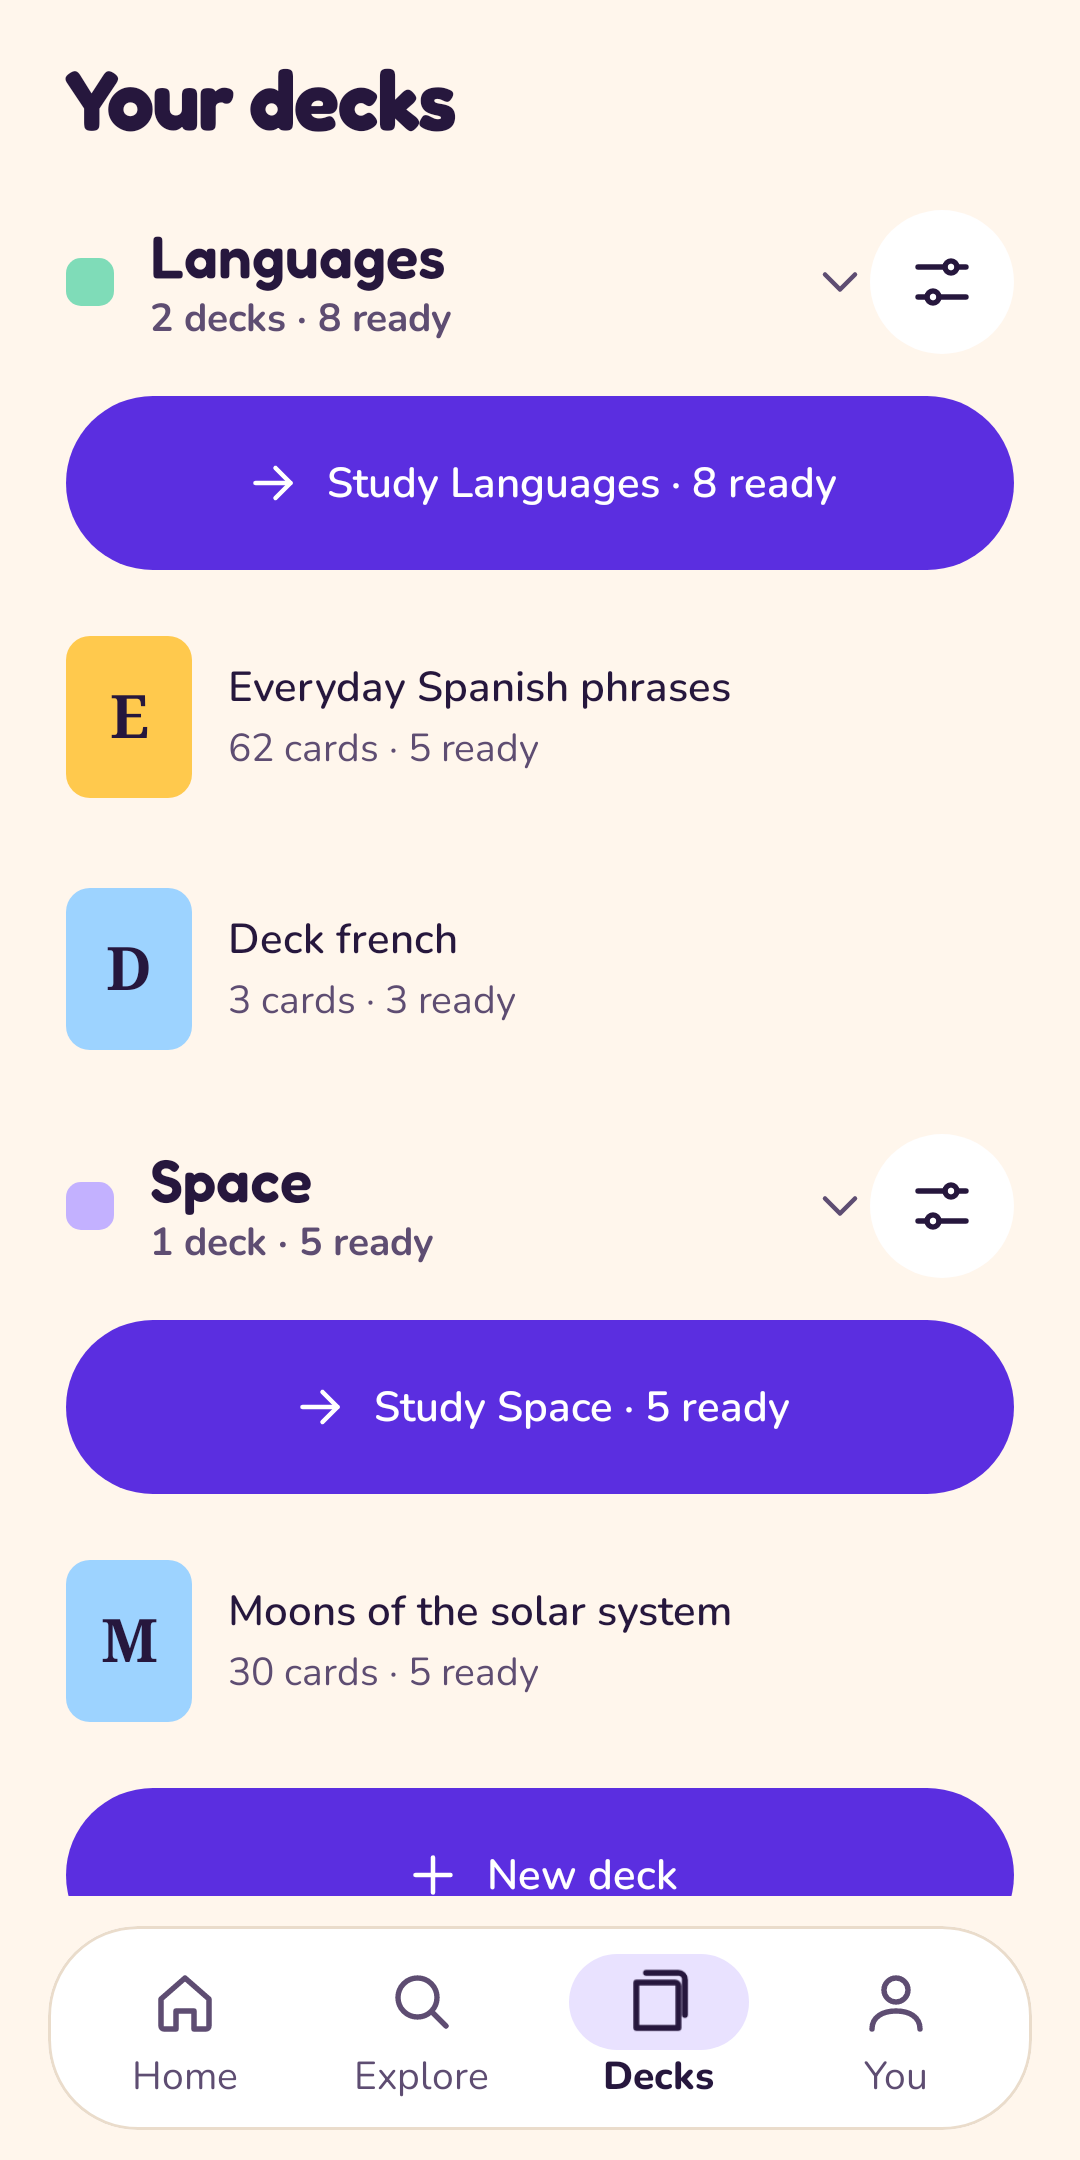 Your decks
Languages
2 decks · 8 ready
Study Languages · 8 ready
E
Everyday Spanish phrases
62 cards · 5 ready
D
Deck french
3 cards · 3 ready
Space
1 deck · 5 ready
Study Space · 5 ready
M
Moons of the solar system
30 cards · 5 ready
New deck
Home
Explore
Decks
You